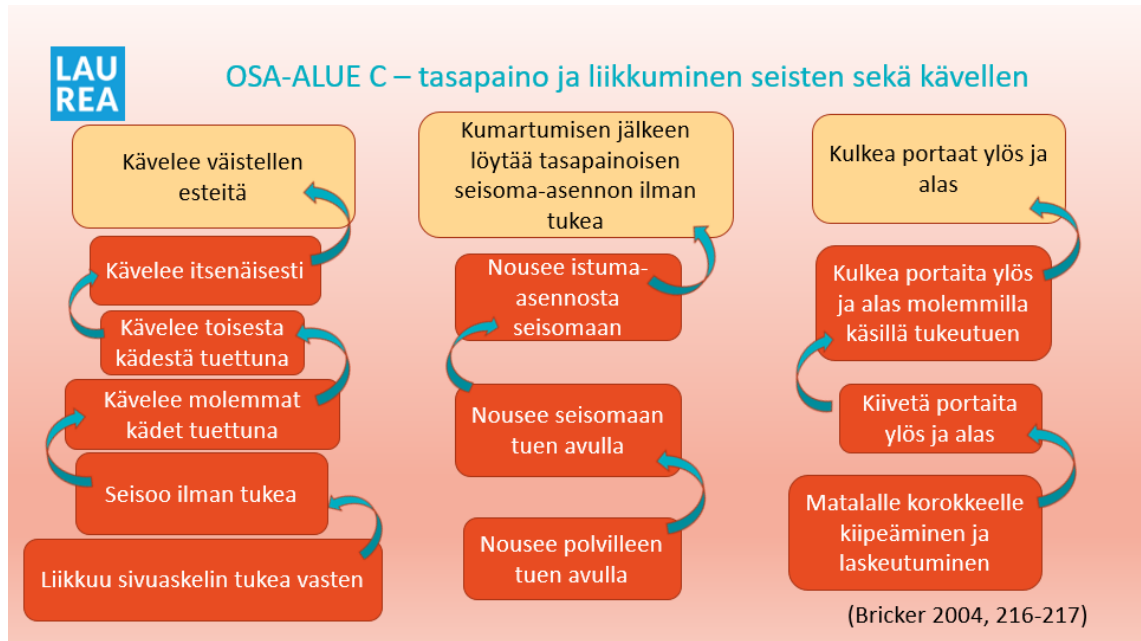 LAU
REA
OSA-ALUE C – tasapaino ja liikkuminen seisten sekä kävellen
Kävelee väistellen
esteitä
Kävelee itsenäisesti
Kävelee toisesta
kädestä tuettuna
Kävelee molemmat
kädet tuettuna
Seisoo ilman tukea
Liikkuu sivuaskelin tukea vasten
Kumartumisen jälkeen
löytää tasapainoisen
seisoma-asennon ilman
tukea
Nousee istuma-
asennosta
seisomaan
Nousee seisomaan
tuen avulla
Nousee polvilleen
tuen avulla
Kulkea portaat ylös ja
alas
Kulkea portaita ylös
ja alas molemmilla
käsillä tukeutuen
Kiivetä portaita
ylös ja alas
Matalalle korokkeelle
kiipeäminen ja
laskeutuminen
(Bricker 2004, 216-217)